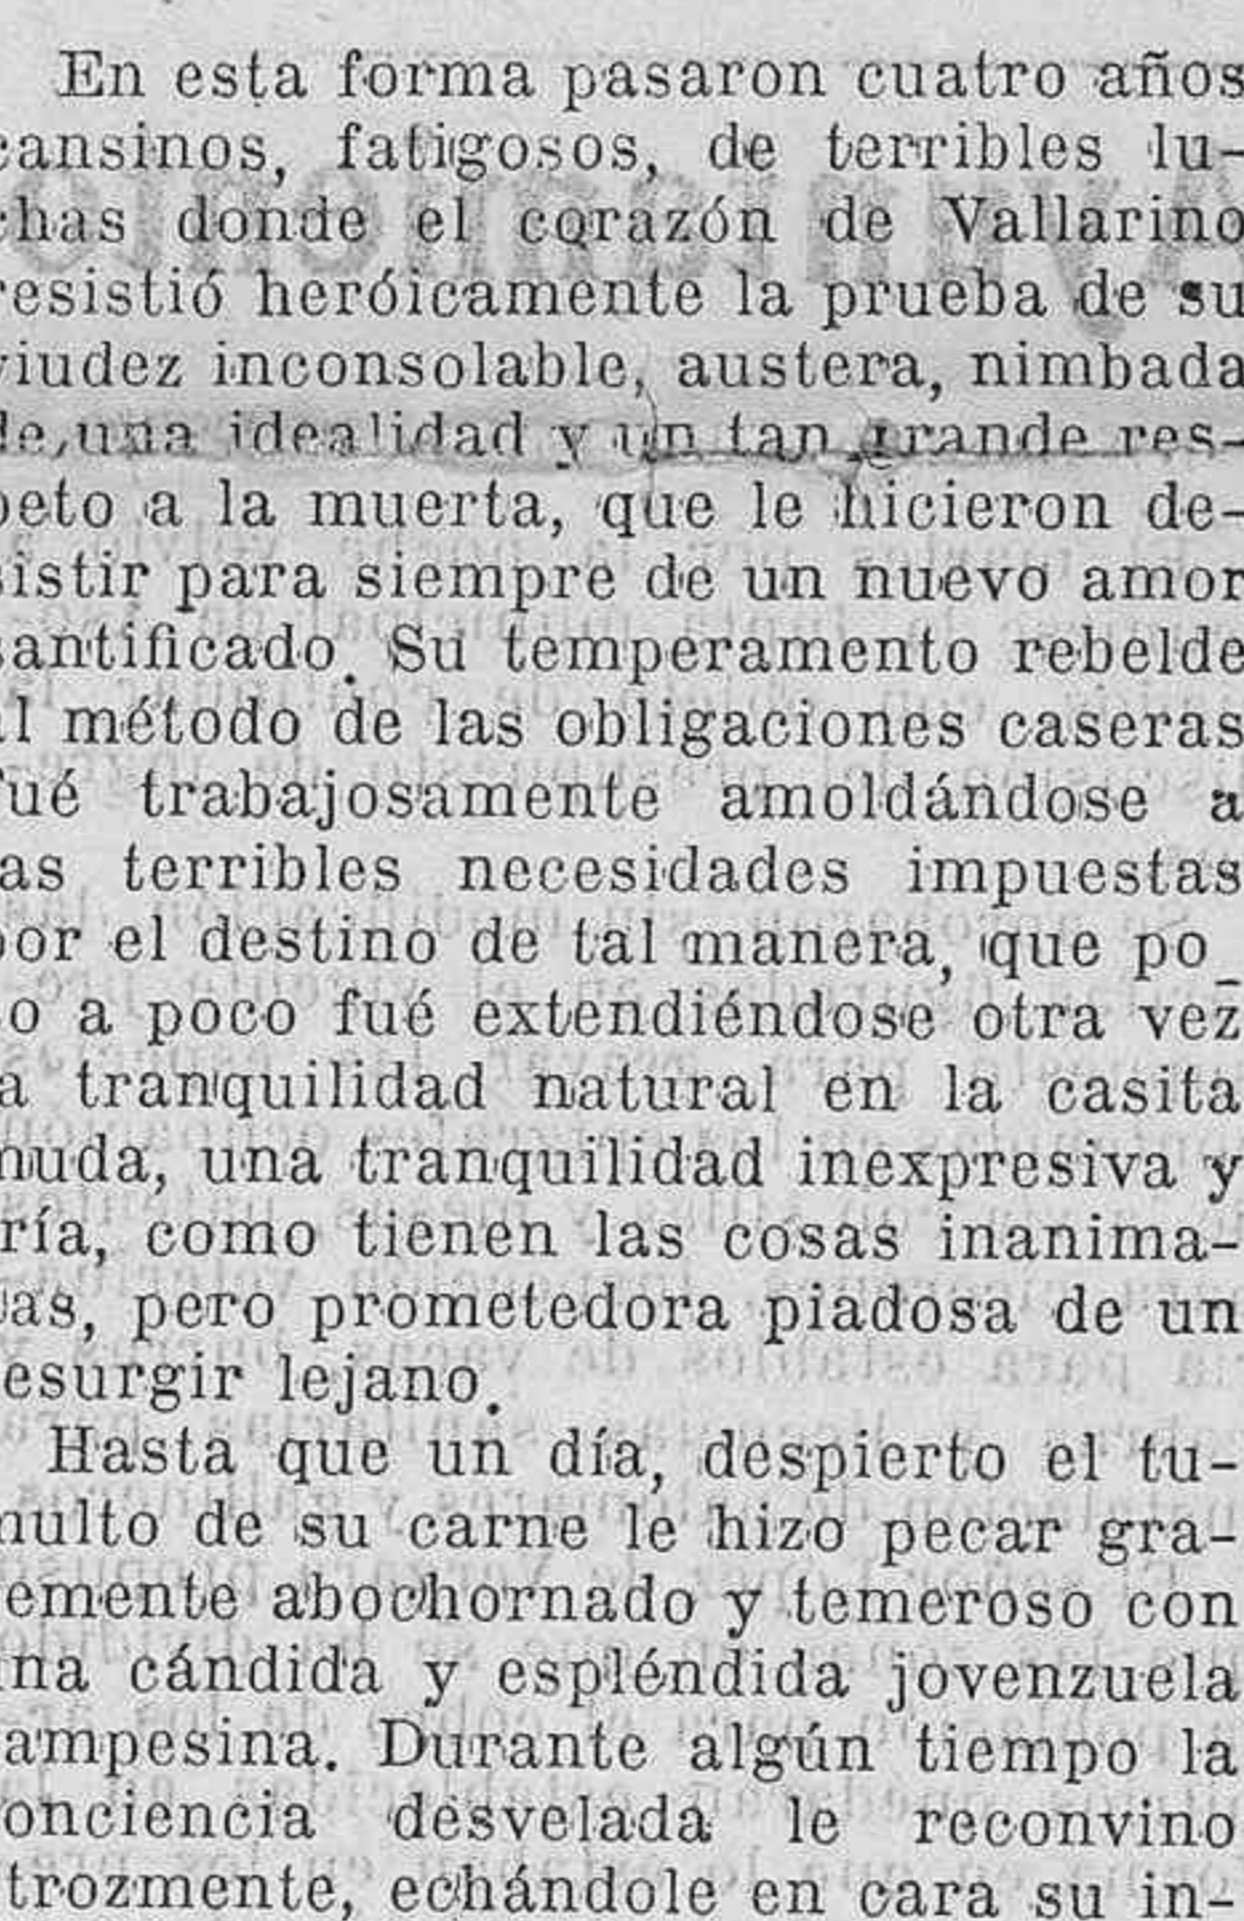 En esta forma pasaron cuatro años
cansinos, fatigosos, de terribles lu-
chas donde el corazón de Vallarino
resistió heróicamente la prueba de su
viudez inconsolable, austera, nimbada
de una idealidad y un tan grande res-
peto a la muerta, que le hicieron de-
sistir para siempre de un nuevo amor
santificado. Su temperamento rebelde
al método de las obligaciones caseras
fué trabajosamente amoldándose a
las terribles necesidades impuestas
por el destino de tal manera, que po_
co a poco fué extendiéndose otra vez
la tranquilidad natural en la casita
muda, una tranquilidad inexpresiva y
fría, como tienen las cosas inanima-
das, pero prometedora piadosa de un
resurgir lejano.
Hasta que un día, despierto el tu-
multo de su carne le hizo pecar gra-
vemente abochornado y temeroso con
una cándida y espléndida jovenzuela
campesina. Durante algún tiempo la
conciencia desvelada le reconvino
atrozmente, echándole en cara su in-